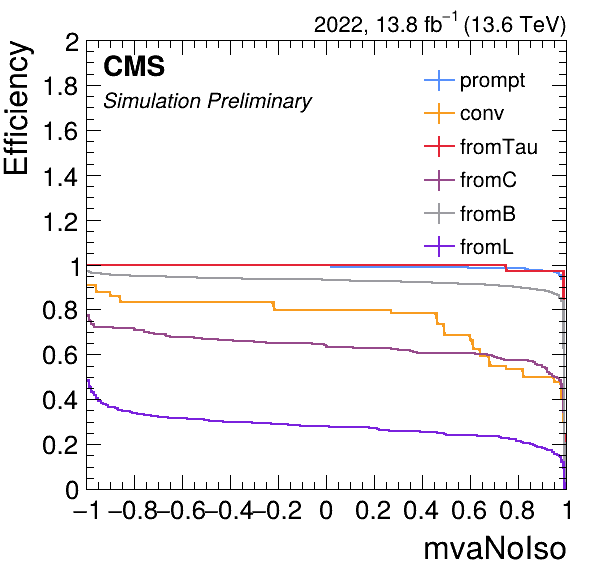 2022, 13.8 fb⁻¹ (13.6 TeV)
Efficiency
2
1.8
1.6
1.4
1.2
1
0.8
0.6
0.4
0.2
0
CMS
Simulation Preliminary
prompt
conv
fromTau
fromC
fromB
fromL
−1 −0.8 −0.6 −0.4 −0.2 0 0.2 0.4 0.6 0.8 1
mvaNoIso